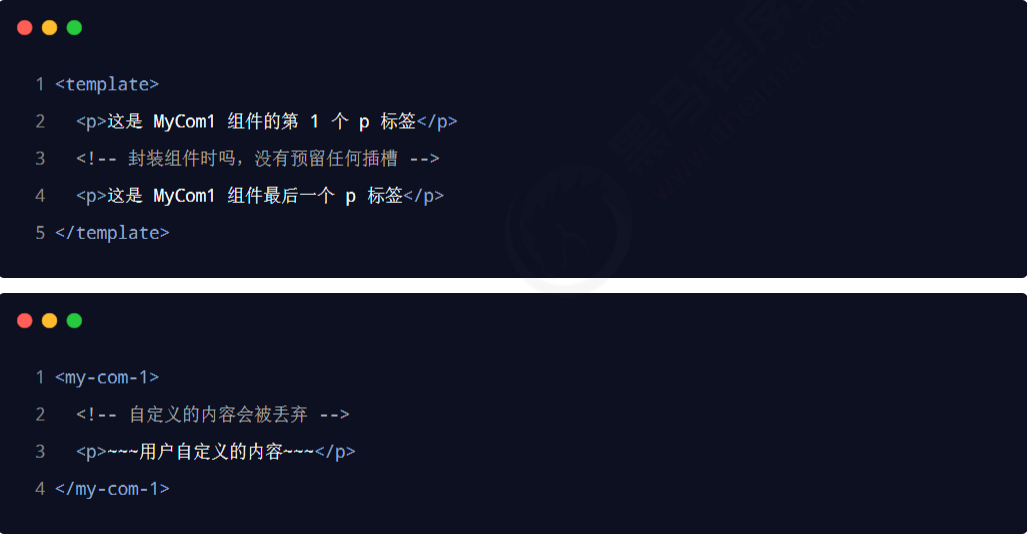 1 <template>
2   <p>这是 MyCom1 组件的第 1 个 p 标签</p>
3   <!-- 封装组件时吗，没有预留任何插槽 -->
4   <p>这是 MyCom1 组件最后一个 p 标签</p>
5 </template>
1 <my-com-1>
2   <!-- 自定义的内容会被丢弃 -->
3   <p>~~~用户自定义的内容~~~</p>
4 </my-com-1>